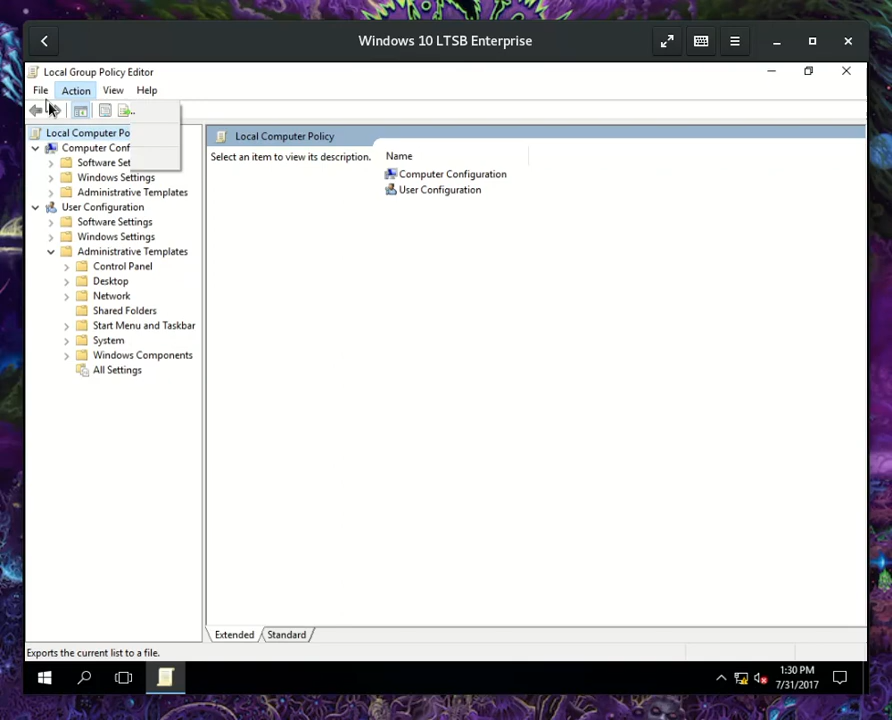 Windows 10 LTSB Enterprise
Local Group Policy Editor
File Action View Help
Local Computer Po
Computer Conf
Software Set
Windows Settings
Administrative Templates
User Configuration
Software Settings
Windows Settings
Administrative Templates
Control Panel
Desktop
Network
Shared Folders
Start Menu and Taskbar
System
Windows Components
All Settings
Local Computer Policy
Select an item to view its description.
Name
Computer Configuration
User Configuration
Extended Standard
Exports the current list to a file.
1:30 PM
7/31/2017